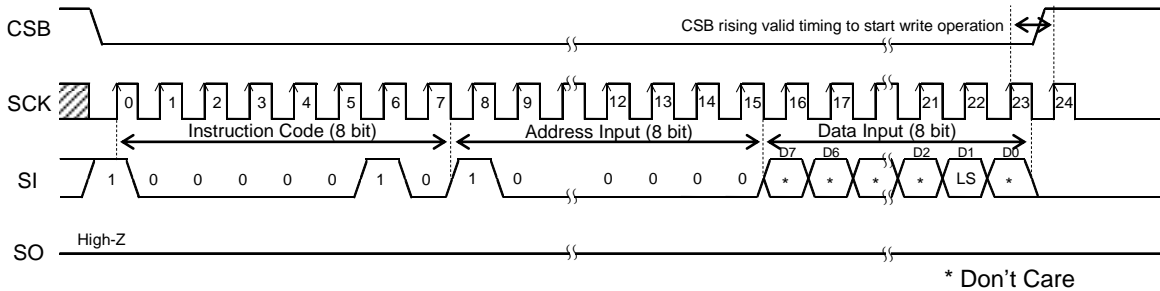 CSB
CSB rising valid timing to start write operation
SCK
0 1 2 3 4 5 6 7 8 9 12 13 14 15 16 17 21 22 23 24
Instruction Code (8 bit) Address Input (8 bit) Data Input (8 bit)
D7 D6 D2 D1 D0
SI
1 0 0 0 0 0 1 0 1 0 0 0 0 0 * * * * LS *
High-Z
SO
* Don't Care